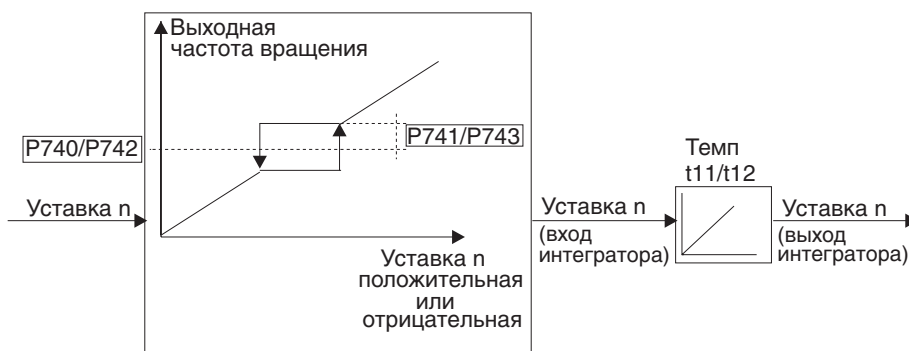 Выходная
частота вращения
P740/P742
P741/P743
Уставка n
Уставка n
положительная
или
отрицательная
Уставка n
(вход
интегратора)
Темп
t11/t12
Уставка n
(выход
интегратора)